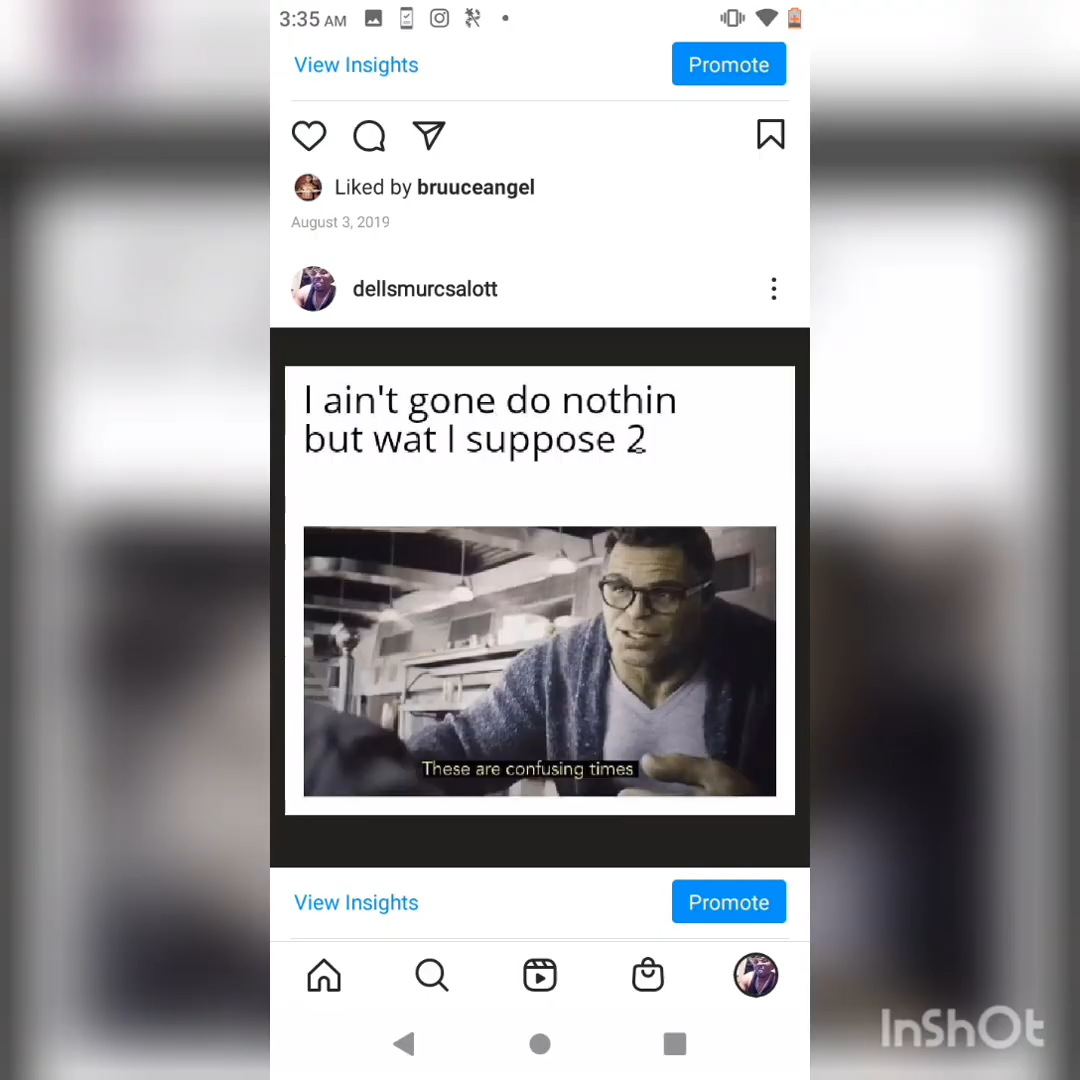 3:35 AM
View Insights
Promote
Liked by bruuceangel
August 3, 2019
dellsmurcsalott
I ain't gone do nothin
but wat I suppose 2
These are confusing times
View Insights
Promote
InShOt